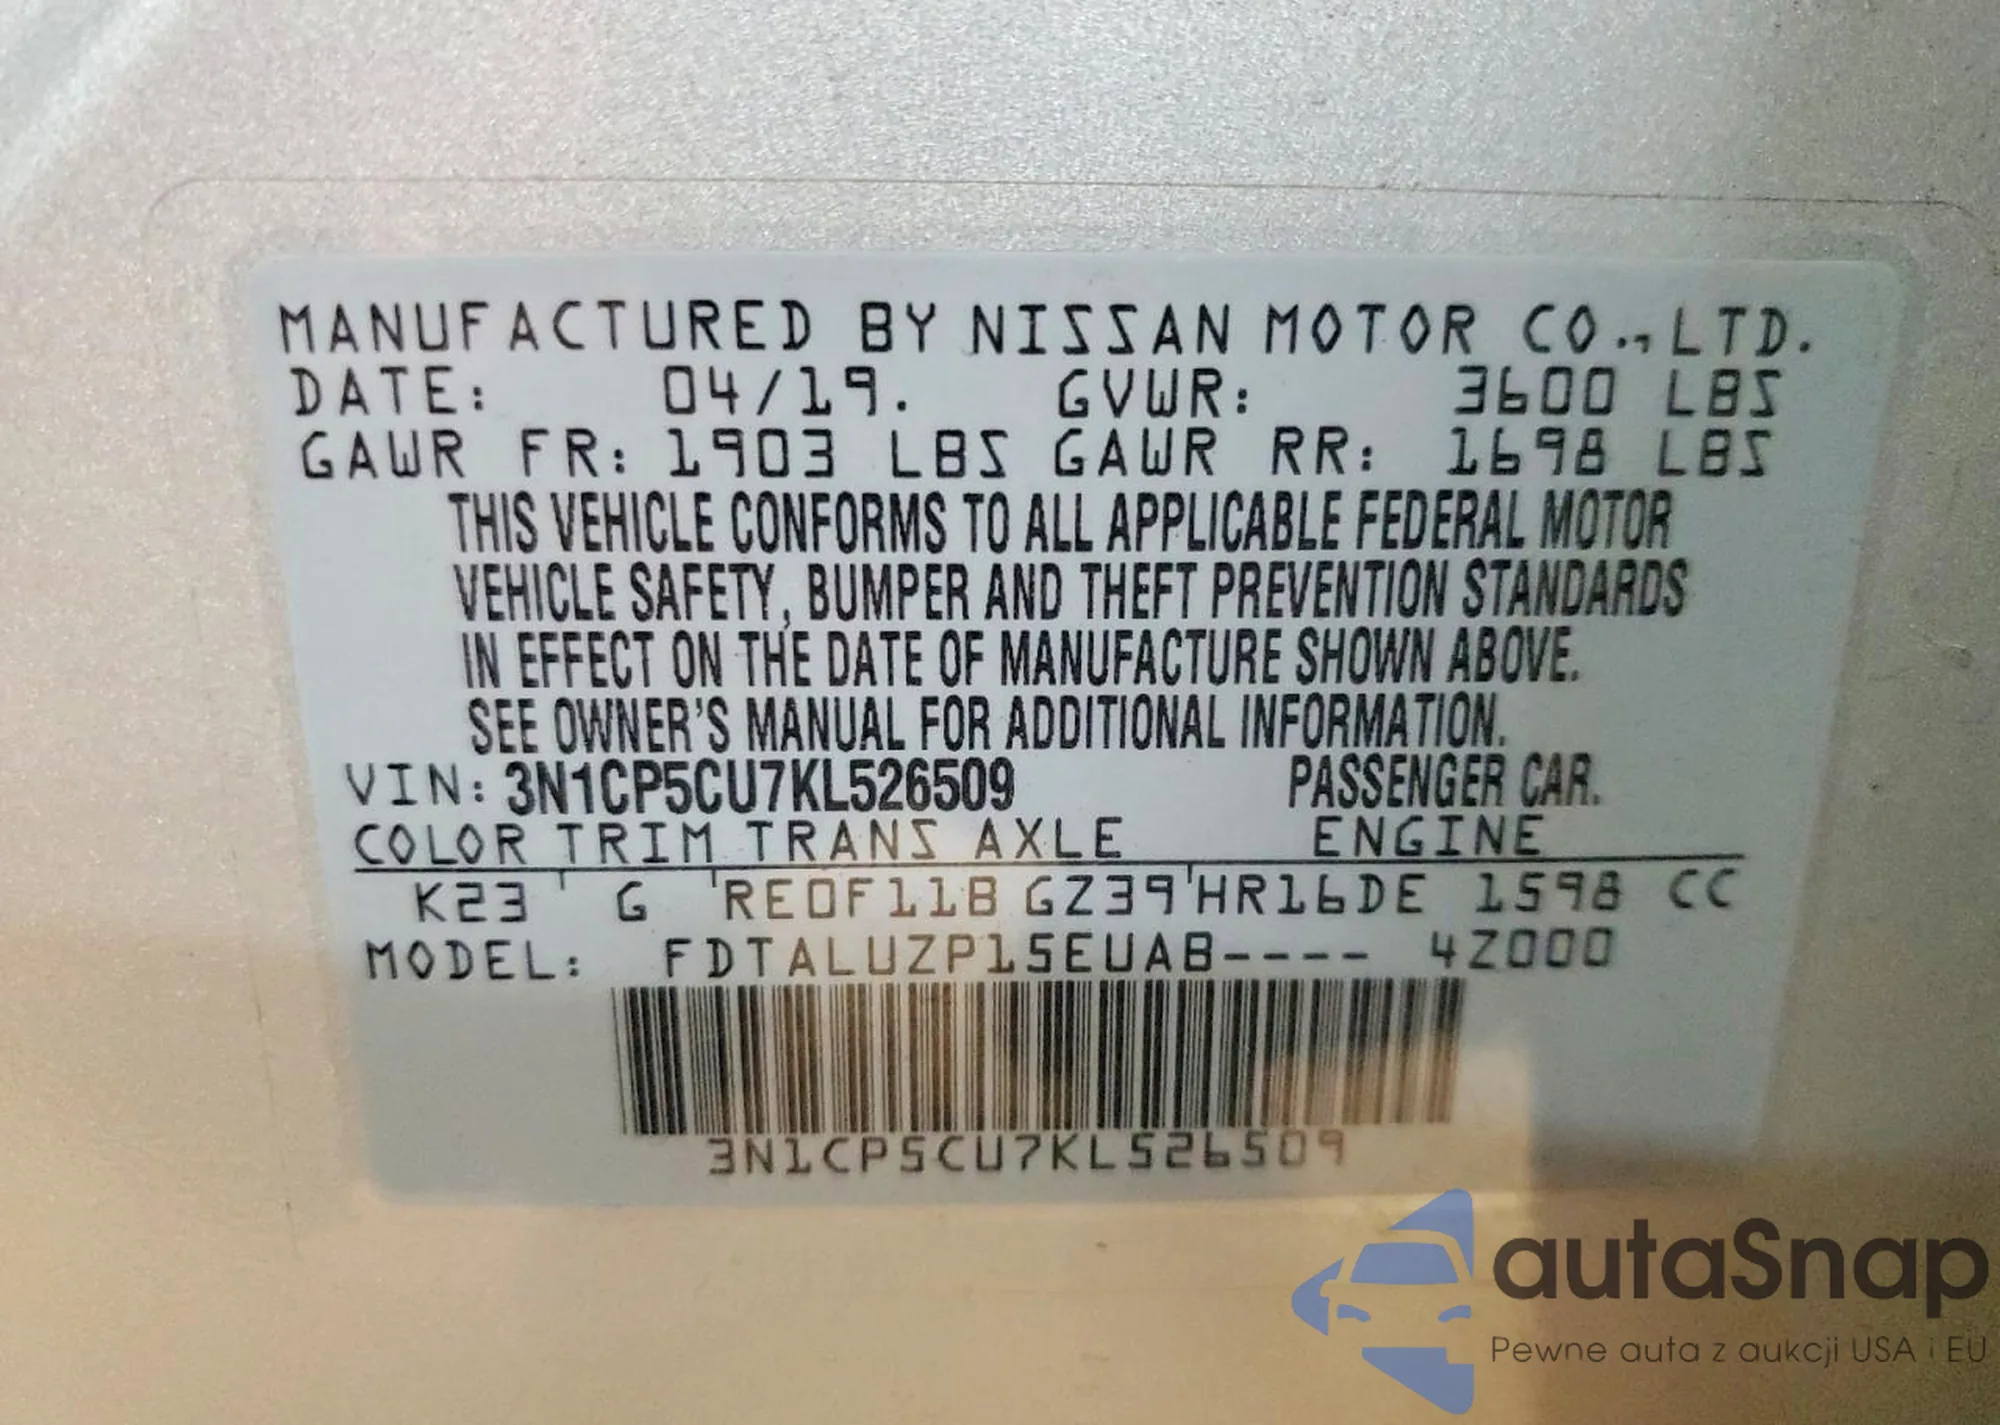 MANUFACTURED BY NISSAN MOTOR CO.,LTD.
DATE: 04/19. GVWR: 3600 LBS
GAWR FR: 1903 LBS GAWR RR: 1698 LBS
THIS VEHICLE CONFORMS TO ALL APPLICABLE FEDERAL MOTOR
VEHICLE SAFETY, BUMPER AND THEFT PREVENTION STANDARDS
IN EFFECT ON THE DATE OF MANUFACTURE SHOWN ABOVE.
SEE OWNER'S MANUAL FOR ADDITIONAL INFORMATION.
VIN: 3N1CP5CU7KL526509 PASSENGER CAR.
COLOR TRIM TRANS AXLE ENGINE
K23 G RE0F11B GZ39 HR16DE 1598 CC
MODEL: FDTALUZP15EUAB---- 4Z000
3N1CP5CU7KL526509
autaSnap
Pewne auta z aukcji USA i EU